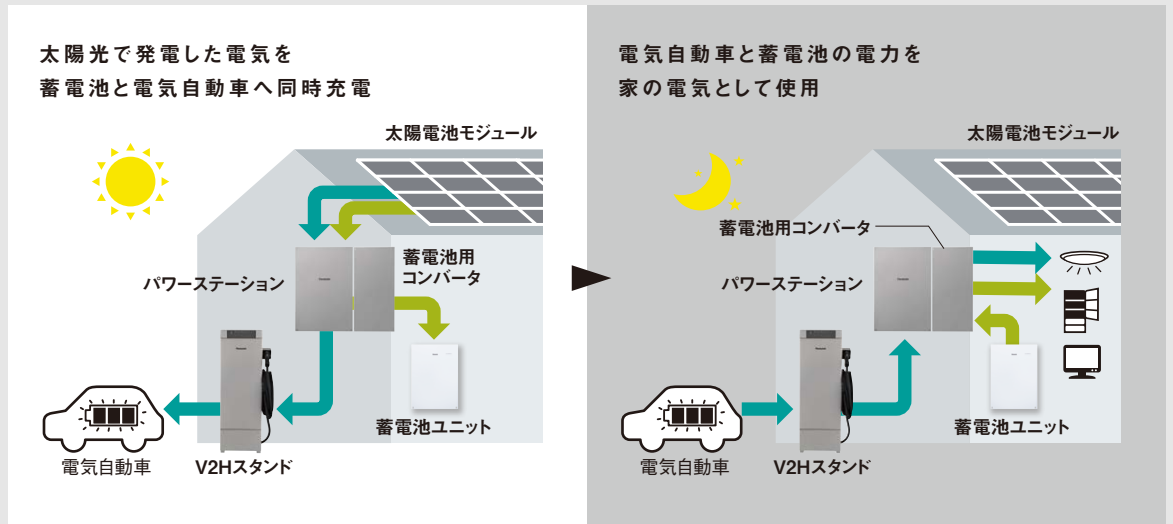 太陽光で発電した電気を
蓄電池と電気自動車へ同時充電
太陽電池モジュール
蓄電池用
コンバータ
パワーステーション
蓄電池ユニット
電気自動車
V2Hスタンド
電気自動車と蓄電池の電力を
家の電気として使用
太陽電池モジュール
蓄電池用コンバータ
パワーステーション
蓄電池ユニット
電気自動車
V2Hスタンド